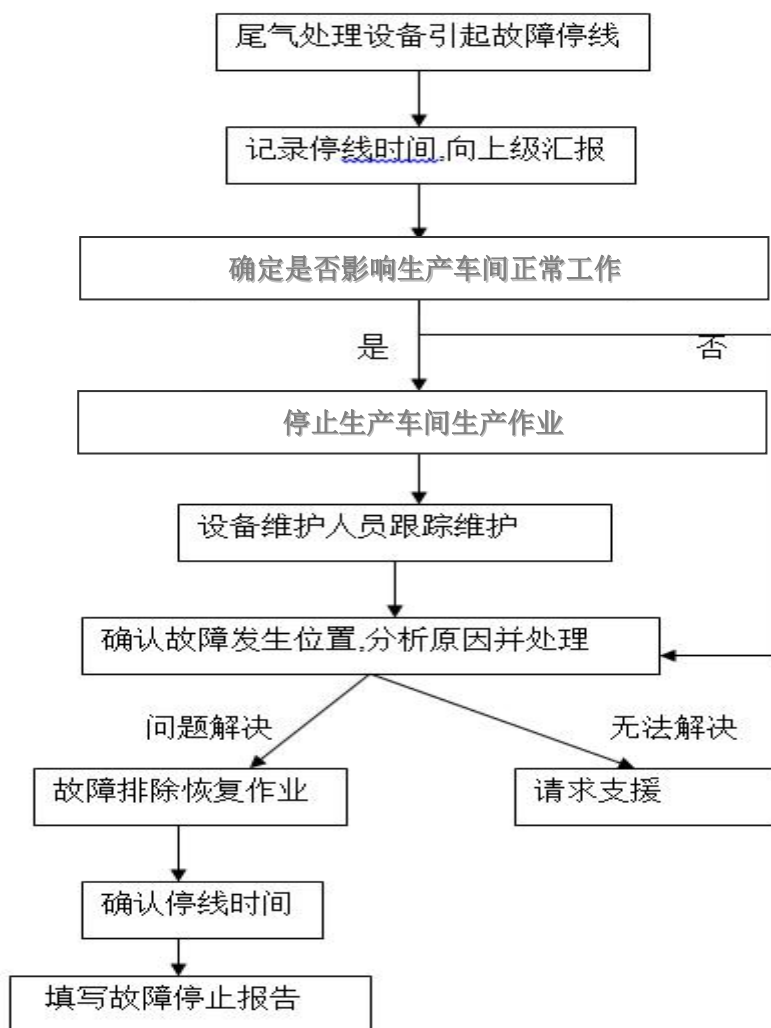 尾气处理设备引起故障停线
记录停线时间,向上级汇报
确定是否影响生产车间正常工作
是
否
停止生产车间生产作业
设备维护人员跟踪维护
确认故障发生位置,分析原因并处理
问题解决
无法解决
故障排除恢复作业
请求支援
确认停线时间
填写故障停止报告